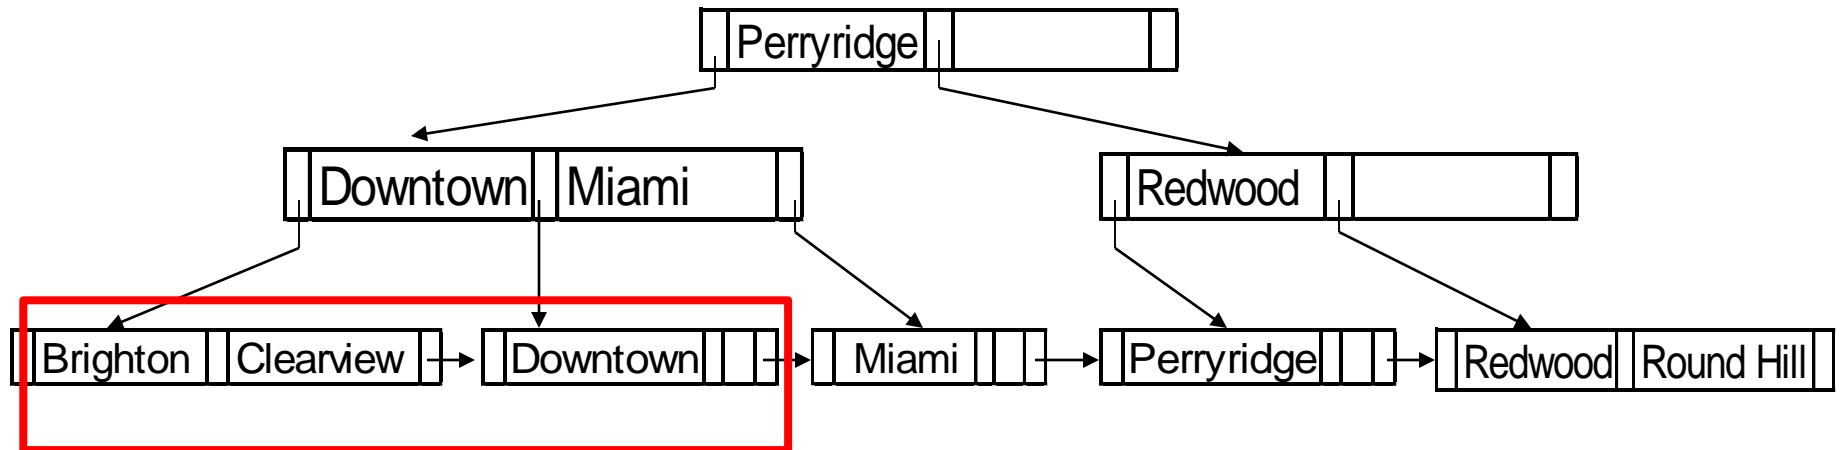 Perryridge
Downtown Miami
Redwood
Brighton Clearview
Downtown
Miami
Perryridge
Redwood Round Hill